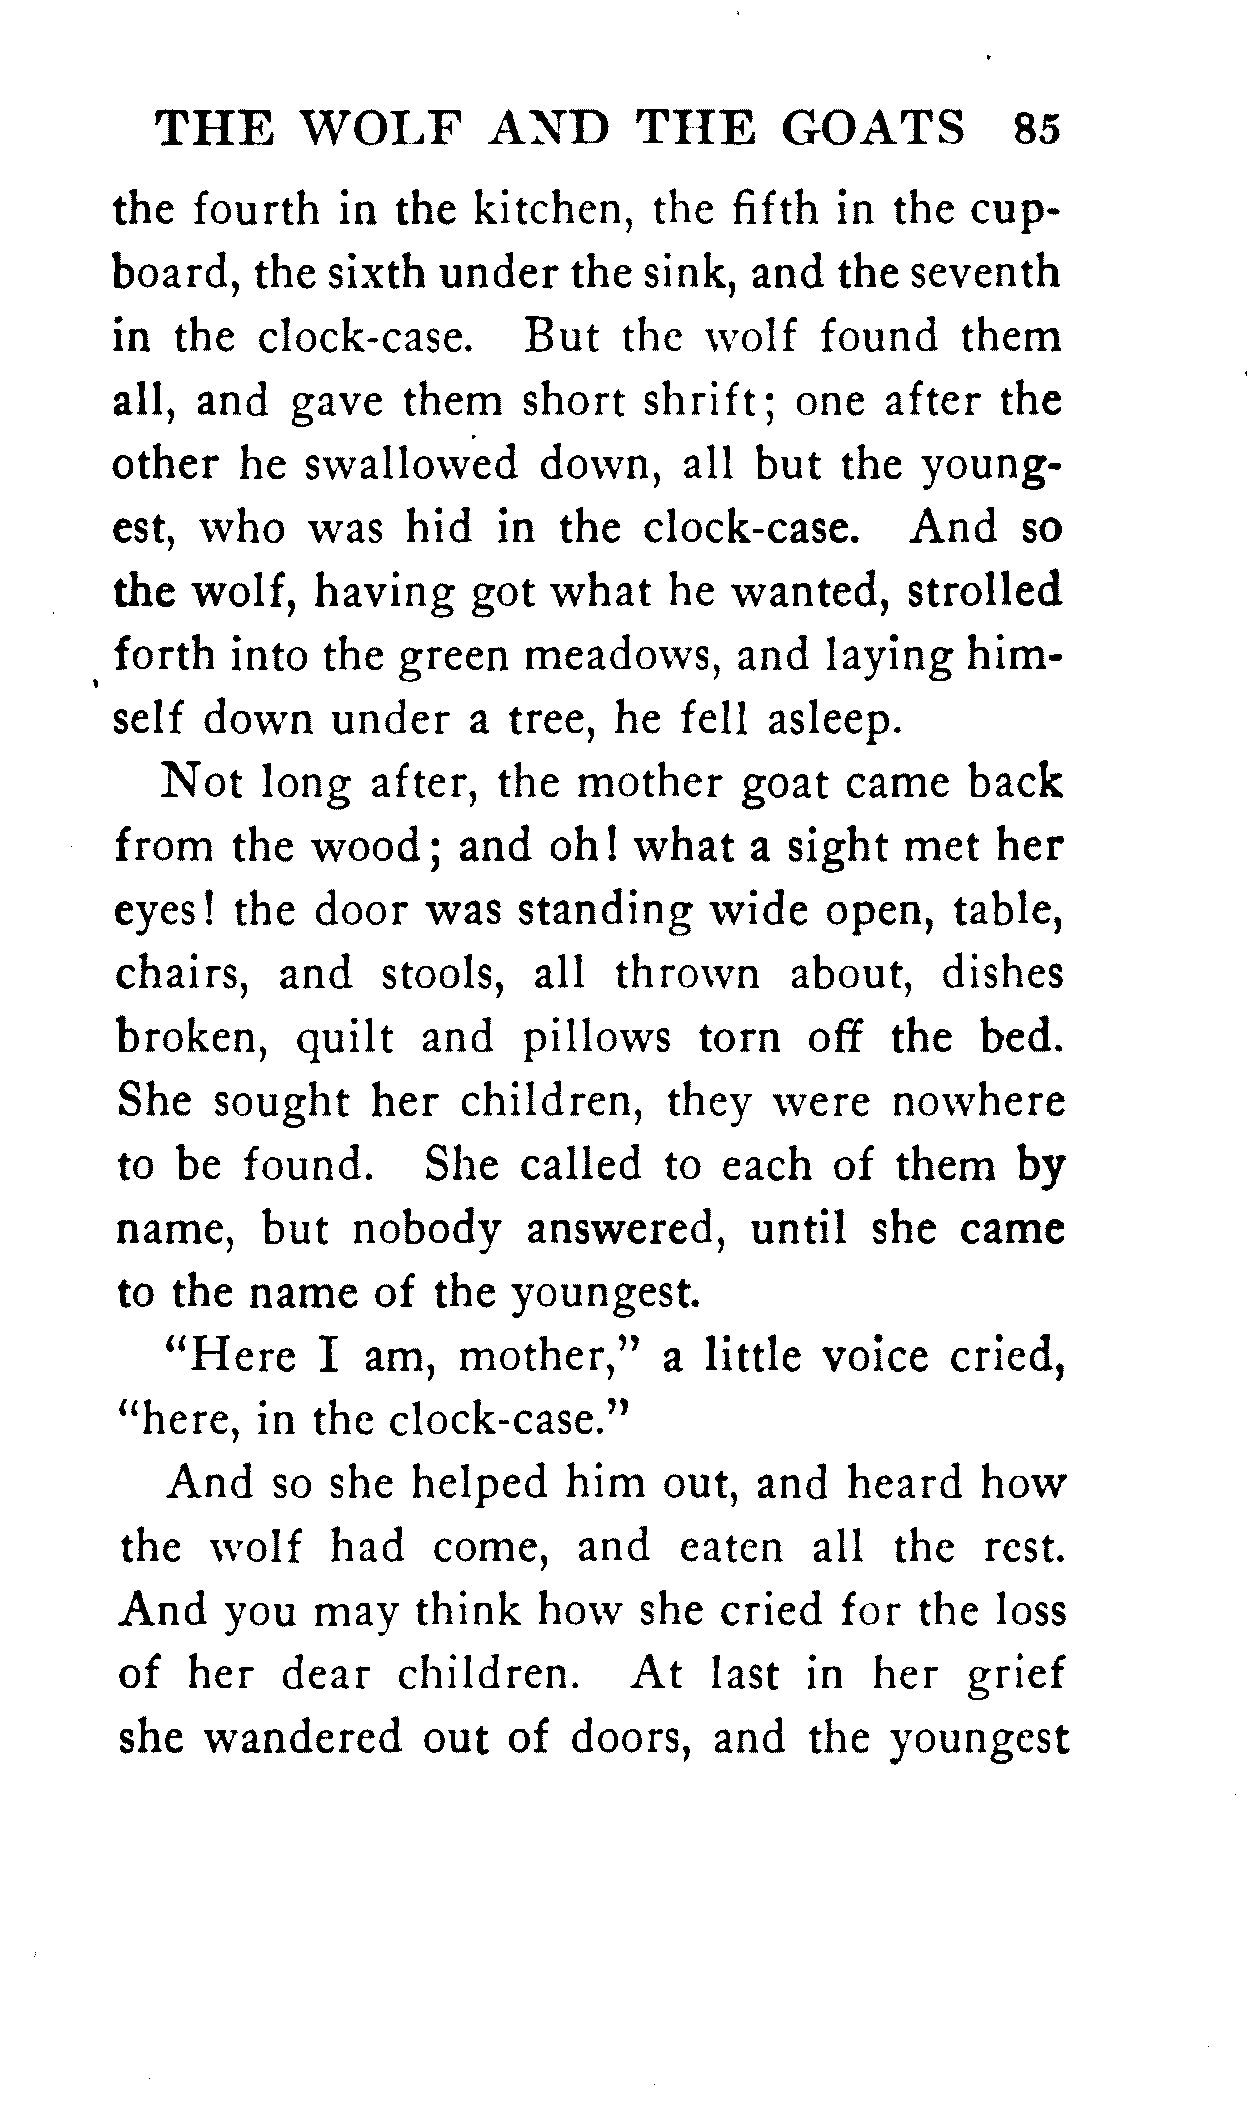 THE WOLF AND THE GOATS 85
the fourth in the kitchen, the fifth in the cup-
board, the sixth under the sink, and the seventh
in the clock-case. But the wolf found them
all, and gave them short shrift; one after the
other he swallowed down, all but the young-
est, who was hid in the clock-case. And so
the wolf, having got what he wanted, strolled
forth into the green meadows, and laying him-
self down under a tree, he fell asleep.
Not long after, the mother goat came back
from the wood; and oh! what a sight met her
eyes! the door was standing wide open, table,
chairs, and stools, all thrown about, dishes
broken, quilt and pillows torn off the bed.
She sought her children, they were nowhere
to be found. She called to each of them by
name, but nobody answered, until she came
to the name of the youngest.
"Here I am, mother," a little voice cried,
"here, in the clock-case."
And so she helped him out, and heard how
the wolf had come, and eaten all the rest.
And you may think how she cried for the loss
of her dear children. At last in her grief
she wandered out of doors, and the youngest